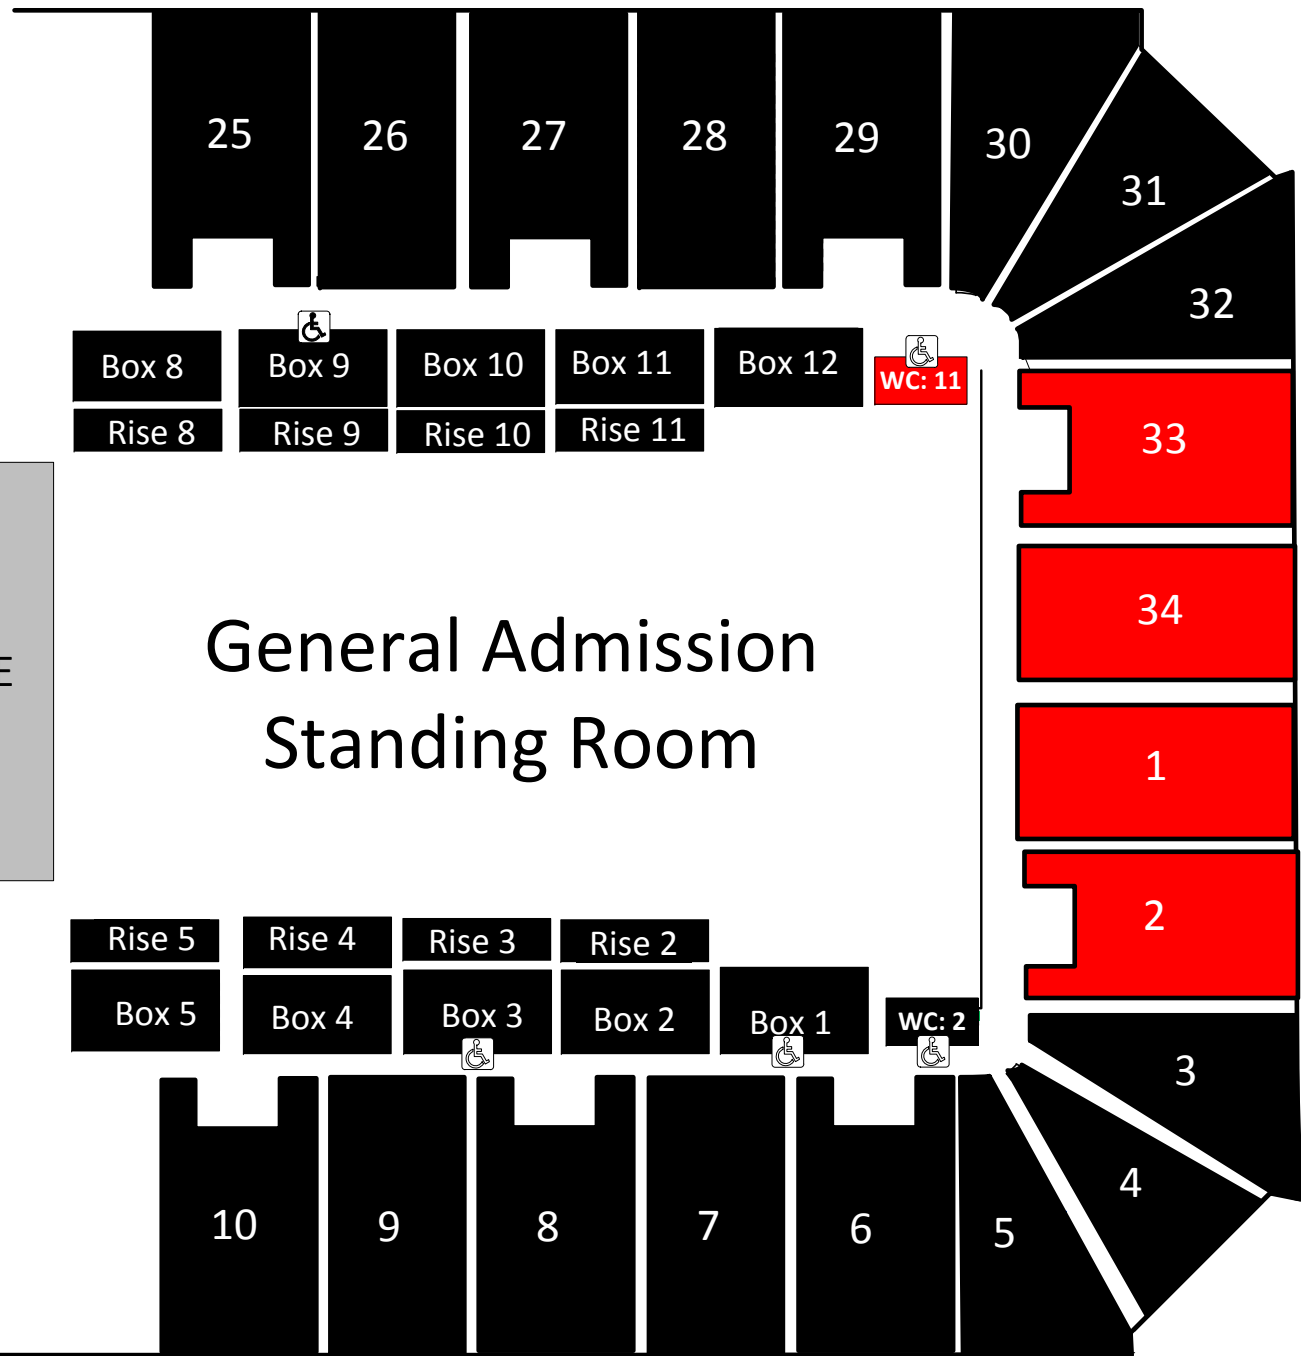 25
26
27
28
29
30
31
32
Box 8
Box 9
Box 10
Box 11
Box 12
WC: 11
Rise 8
Rise 9
Rise 10
Rise 11
33
34
E
General Admission
Standing Room
1
2
Rise 5
Rise 4
Rise 3
Rise 2
Box 5
Box 4
Box 3
Box 2
Box 1
WC: 2
3
4
10
9
8
7
6
5